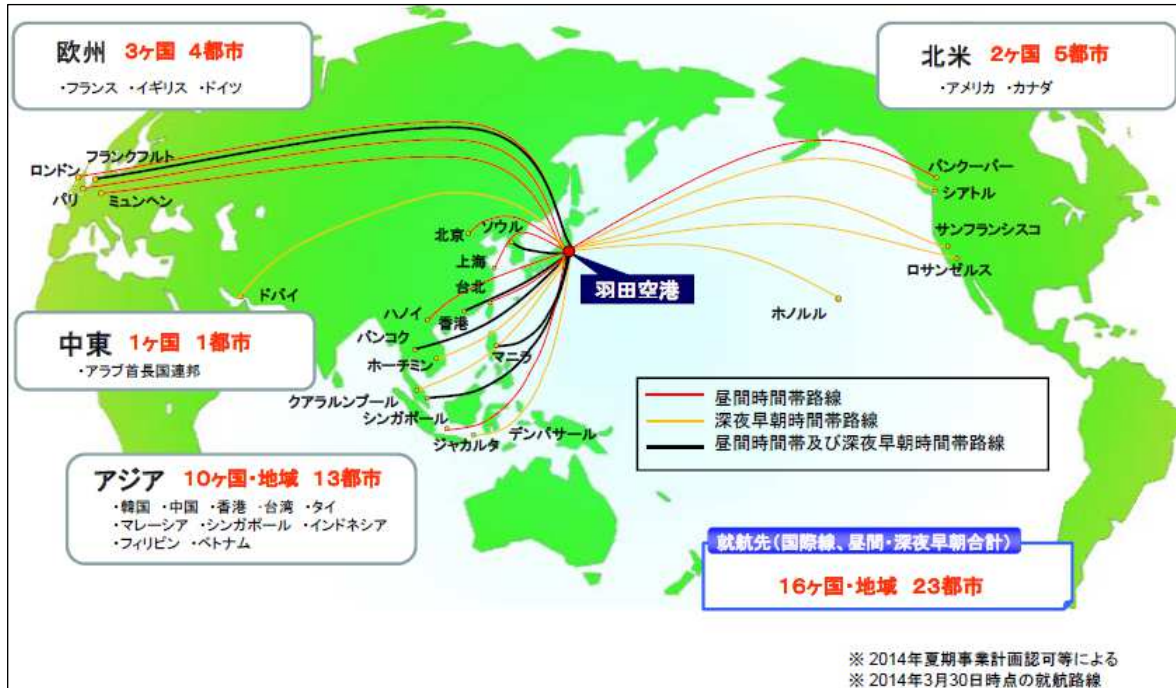 欧州 3ヶ国 4都市
・フランス ・イギリス ・ドイツ
北米 2ヶ国 5都市
・アメリカ ・カナダ
フランクフルト
ロンドン
パリ
ミュンヘン
バンクーバー
シアトル
サンフランシスコ
ロサンゼルス
ホノルル
北京
ソウル
上海
台北
羽田空港
ドバイ
ハノイ
香港
バンコク
ホーチミン
マニラ
クアラルンプール
シンガポール
ジャカルタ
デンパサール
中東 1ヶ国 1都市
・アラブ首長国連邦
昼間時間帯路線
深夜早朝時間帯路線
昼間時間帯及び深夜早朝時間帯路線
アジア 10ヶ国・地域 13都市
・韓国 ・中国 ・香港 ・台湾 ・タイ
・マレーシア ・シンガポール ・インドネシア
・フィリピン ・ベトナム
就航先(国際線、昼間・深夜早朝合計)
16ヶ国・地域 23都市
※ 2014年夏期事業計画認可等による
※ 2014年3月30日時点の就航路線